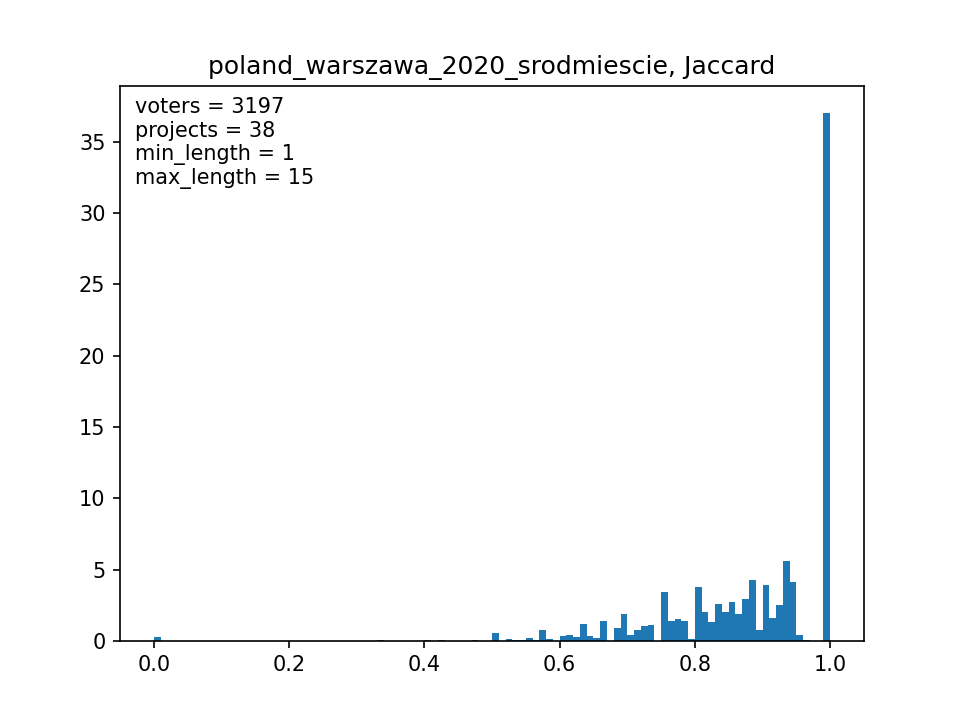 poland_warszawa_2020_srodmiescie, Jaccard
voters = 3197
projects = 38
min_length = 1
max_length = 15
35
30
25
20
15
10
5
0
0.0 0.2 0.4 0.6 0.8 1.0